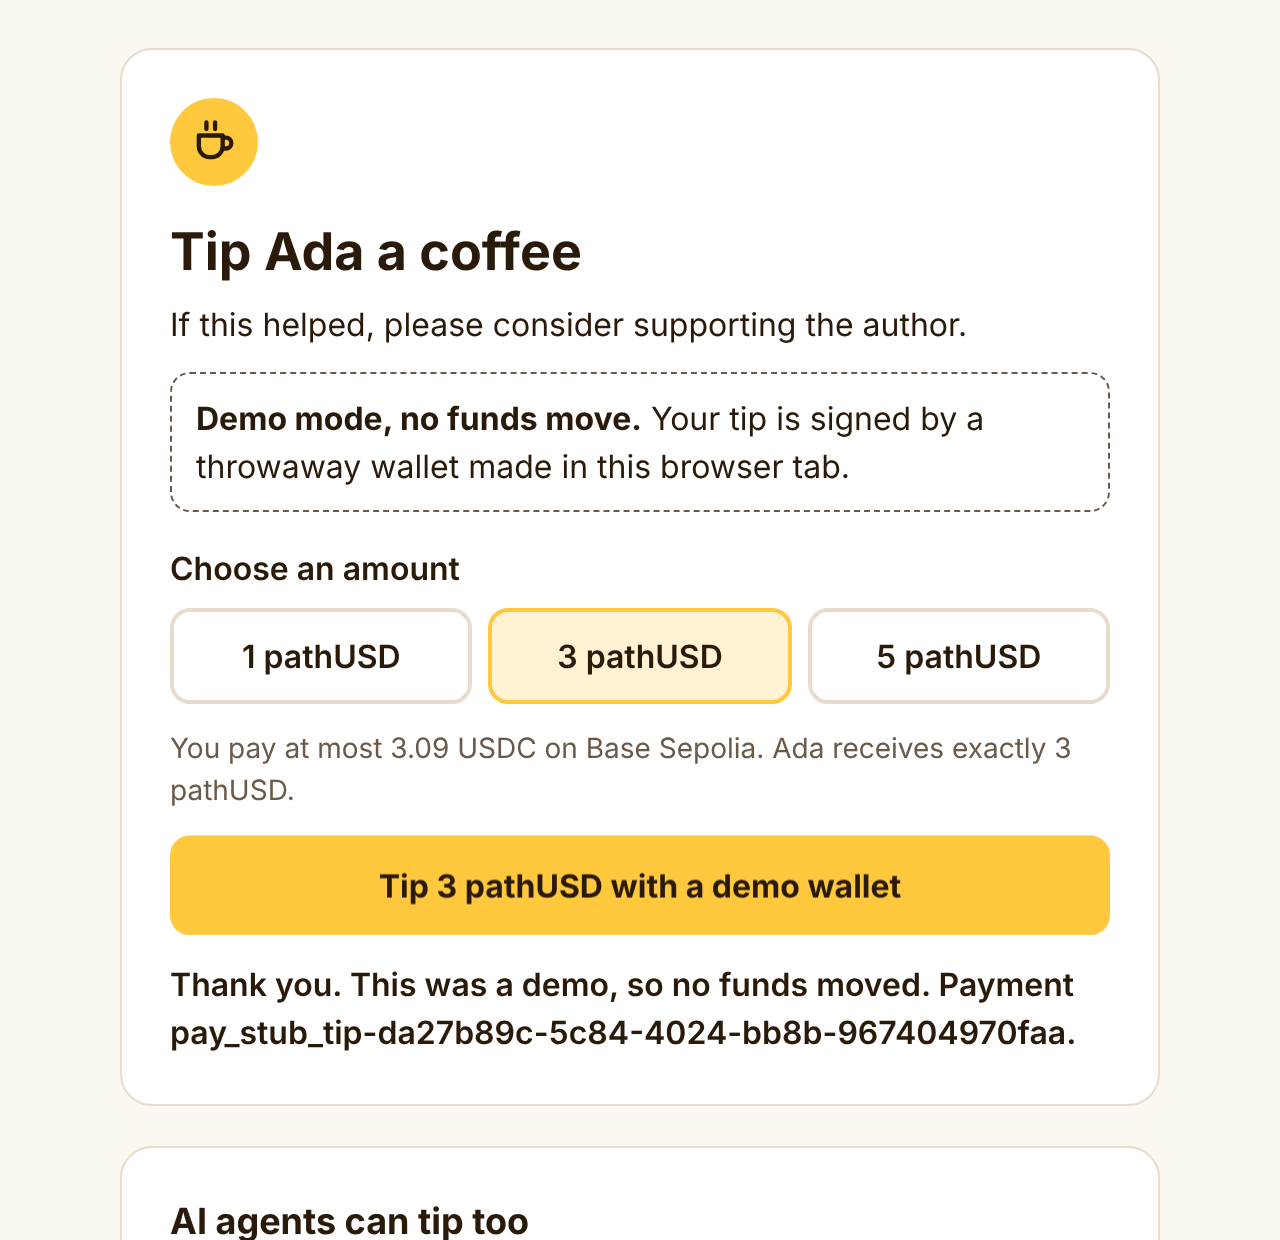 Tip Ada a coffee
If this helped, please consider supporting the author.
Demo mode, no funds move. Your tip is signed by a
throwaway wallet made in this browser tab.
Choose an amount
1 pathUSD
3 pathUSD
5 pathUSD
You pay at most 3.09 USDC on Base Sepolia. Ada receives exactly 3
pathUSD.
Tip 3 pathUSD with a demo wallet
Thank you. This was a demo, so no funds moved. Payment
pay_stub_tip-da27b89c-5c84-4024-bb8b-967404970faa.
AI agents can tip too